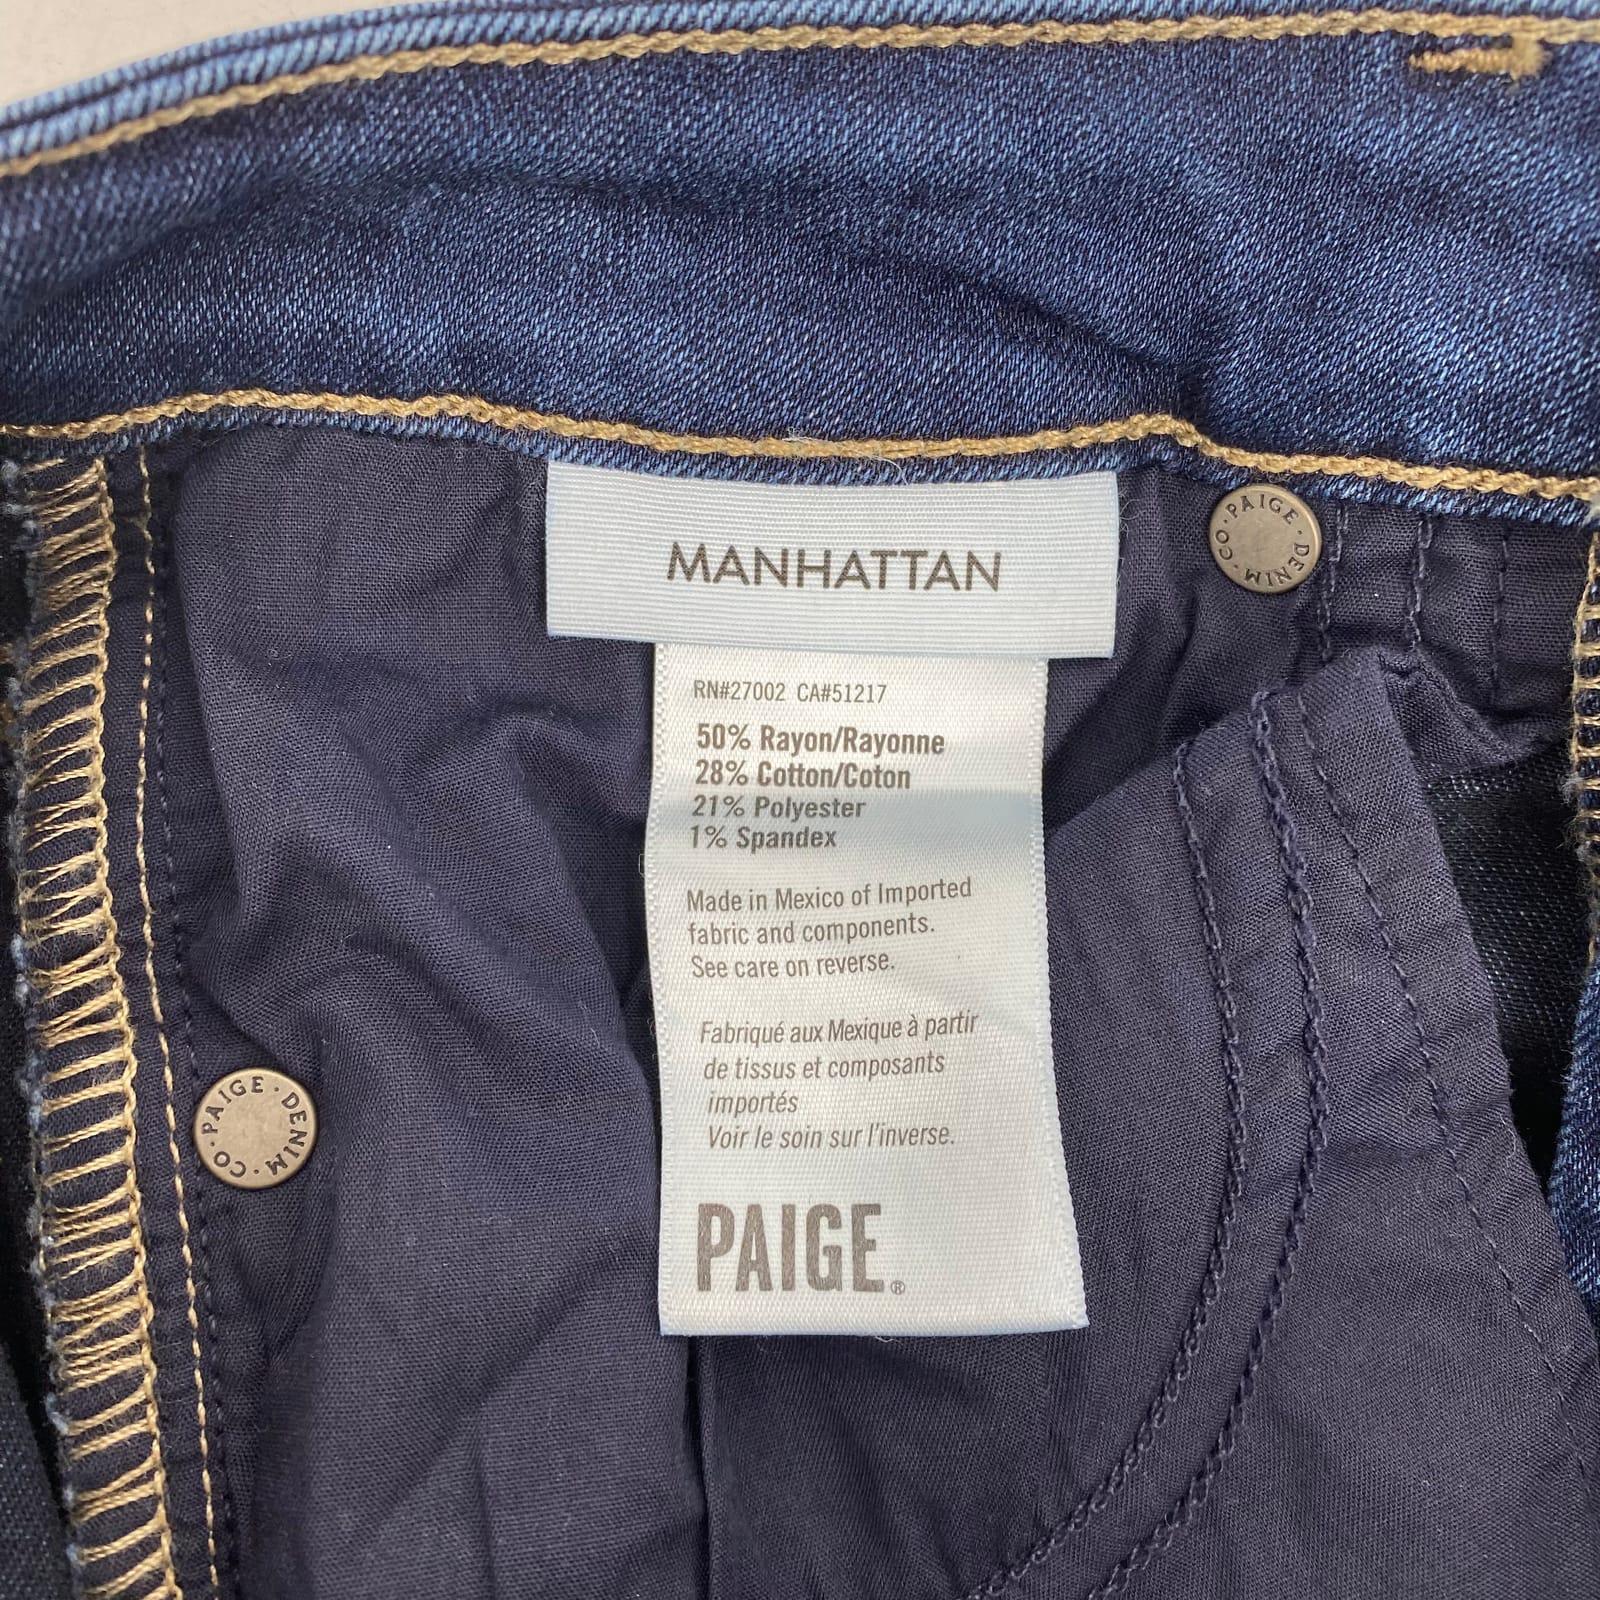 MANHATTAN
PAIGE · DENIM · CO ·
RN#27002 CA#51217
50% Rayon/Rayonne
28% Cotton/Coton
21% Polyester
1% Spandex
Made in Mexico of Imported
fabric and components.
See care on reverse.
Fabriqué aux Mexique à partir
de tissus et composants
importés
Voir le soin sur l'inverse.
PAIGE®
PAIGE · DENIM · CO ·